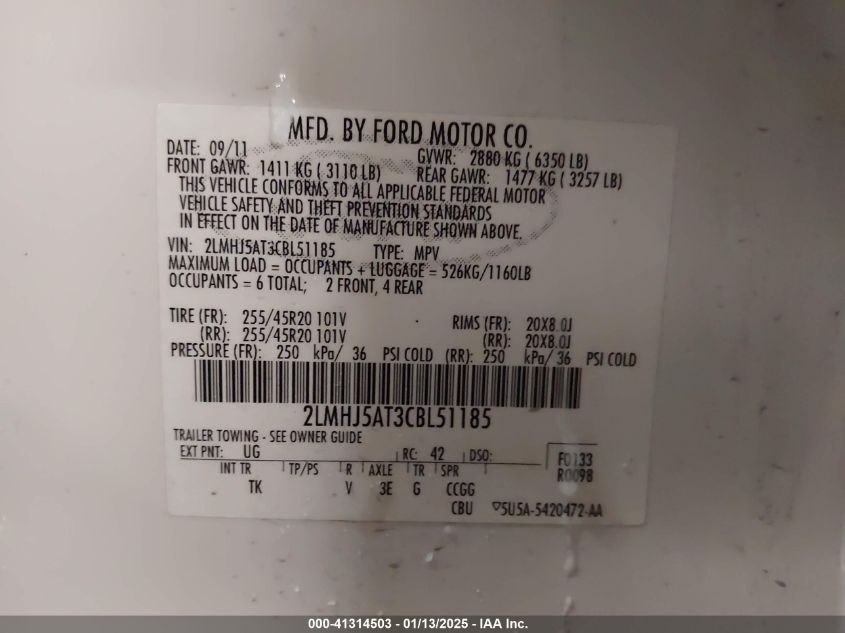 MFD. BY FORD MOTOR CO.
DATE: 09/11 GVWR: 2880 KG ( 6350 LB)
FRONT GAWR: 1411 KG ( 3110 LB) REAR GAWR: 1477 KG ( 3257 LB)
THIS VEHICLE CONFORMS TO ALL APPLICABLE FEDERAL MOTOR
VEHICLE SAFETY AND THEFT PREVENTION STANDARDS
IN EFFECT ON THE DATE OF MANUFACTURE SHOWN ABOVE.
VIN: 2LMHJ5AT3CBL51185 TYPE: MPV
MAXIMUM LOAD = OCCUPANTS + LUGGAGE = 526KG/1160LB
OCCUPANTS = 6 TOTAL; 2 FRONT, 4 REAR
TIRE (FR): 255/45R20 101V RIMS (FR): 20X8.0J
(RR): 255/45R20 101V (RR): 20X8.0J
PRESSURE (FR): 250 kPa/ 36 PSI COLD (RR): 250 kPa/ 36 PSI COLD
2LMHJ5AT3CBL51185
TRAILER TOWING - SEE OWNER GUIDE
EXT PNT: UG RC: 42 DSO: F0133
INT TR TP/PS R AXLE TR SPR R0098
TK V 3E G CCGG
CBU 5U5A-5420472-AA
000-41314503 - 01/13/2025 - IAA Inc.